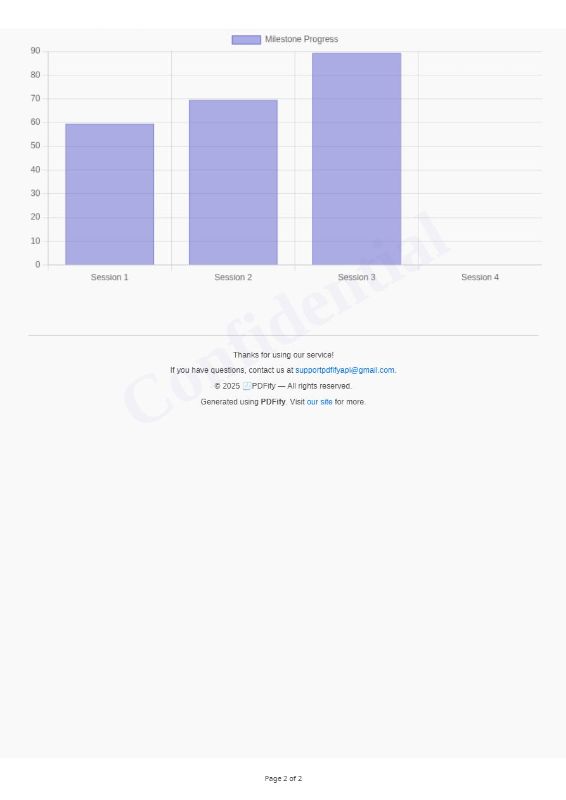 Milestone Progress
90
80
70
60
50
40
30
20
10
0
Session 1 Session 2 Session 3 Session 4
Confidential
Thanks for using our service!
If you have questions, contact us at supportpdfifyapi@gmail.com.
© 2025 🧾PDFify — All rights reserved.
Generated using PDFify. Visit our site for more.
Page 2 of 2